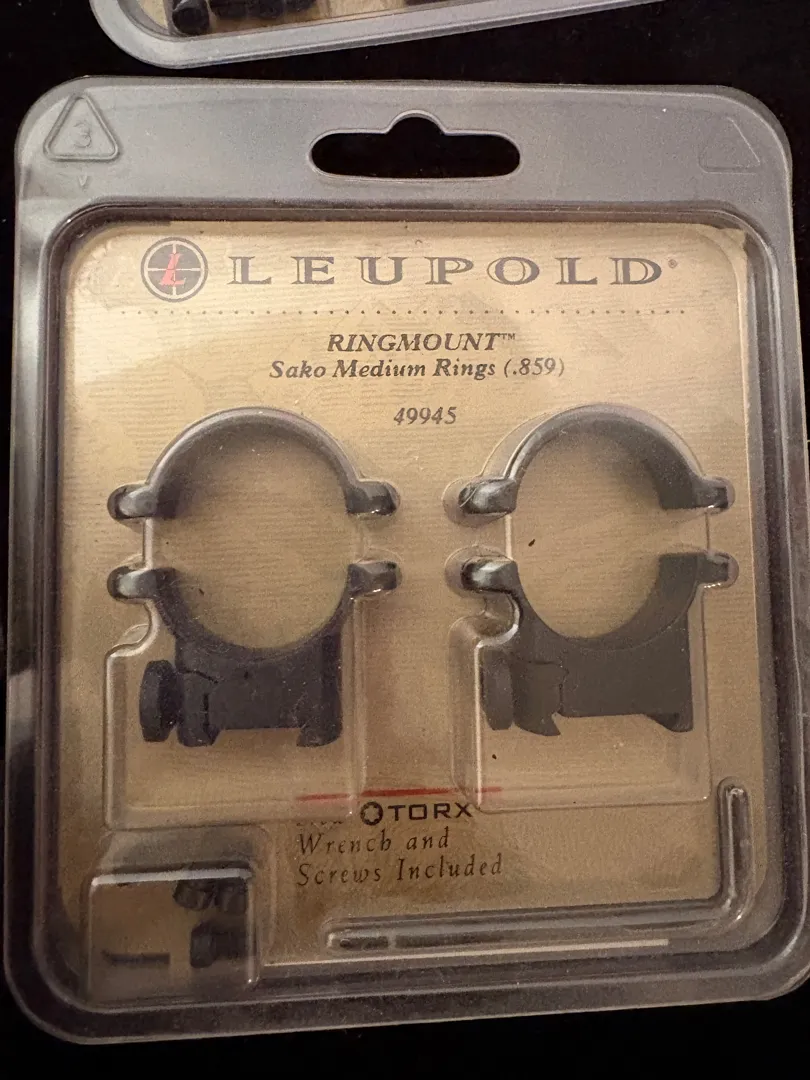 3
V
L LEUPOLD®
RINGMOUNT™
Sako Medium Rings (.859)
49945
TORX
Wrench and
Screws Included